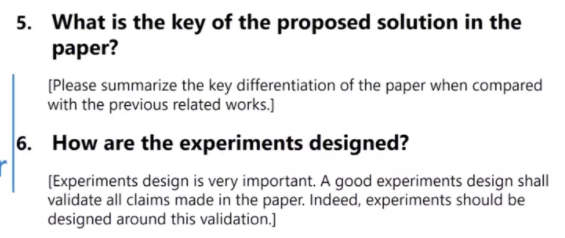 5. What is the key of the proposed solution in the
paper?
[Please summarize the key differentiation of the paper when compared
with the previous related works.]
6. How are the experiments designed?
[Experiments design is very important. A good experiments design shall
validate all claims made in the paper. Indeed, experiments should be
designed around this validation.]